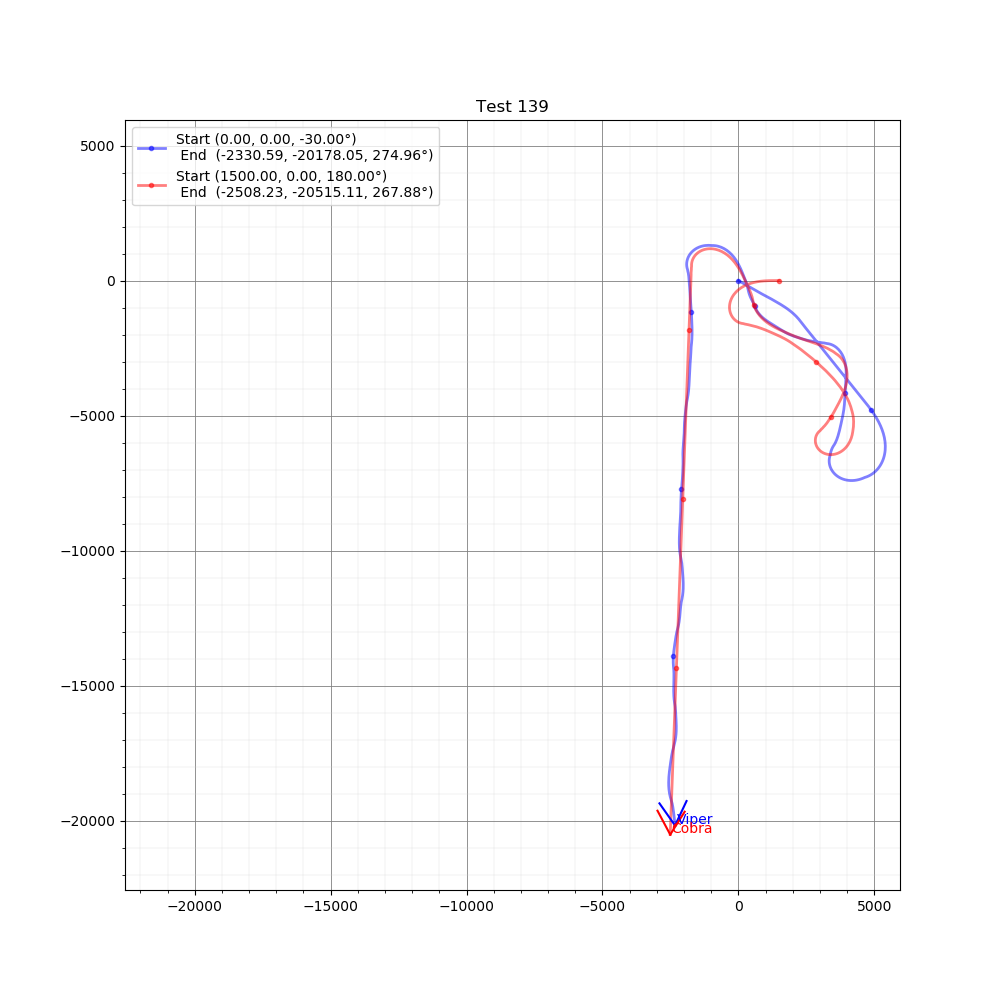 Test 139
Start (0.00, 0.00, -30.00°)
End (-2330.59, -20178.05, 274.96°)
Start (1500.00, 0.00, 180.00°)
End (-2508.23, -20515.11, 267.88°)
5000
0
−5000
−10000
−15000
−20000
Viper
Cobra
−20000 −15000 −10000 −5000 0 5000